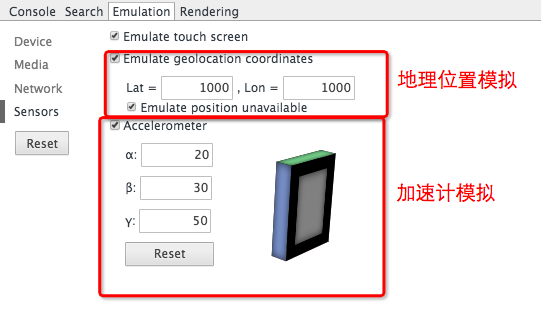 Console Search Emulation Rendering
Device
Media
Network
Sensors
Reset
Emulate touch screen
Emulate geolocation coordinates
Lat = 1000 , Lon = 1000
Emulate position unavailable
地理位置模拟
Accelerometer
α: 20
β: 30
γ: 50
Reset
加速计模拟